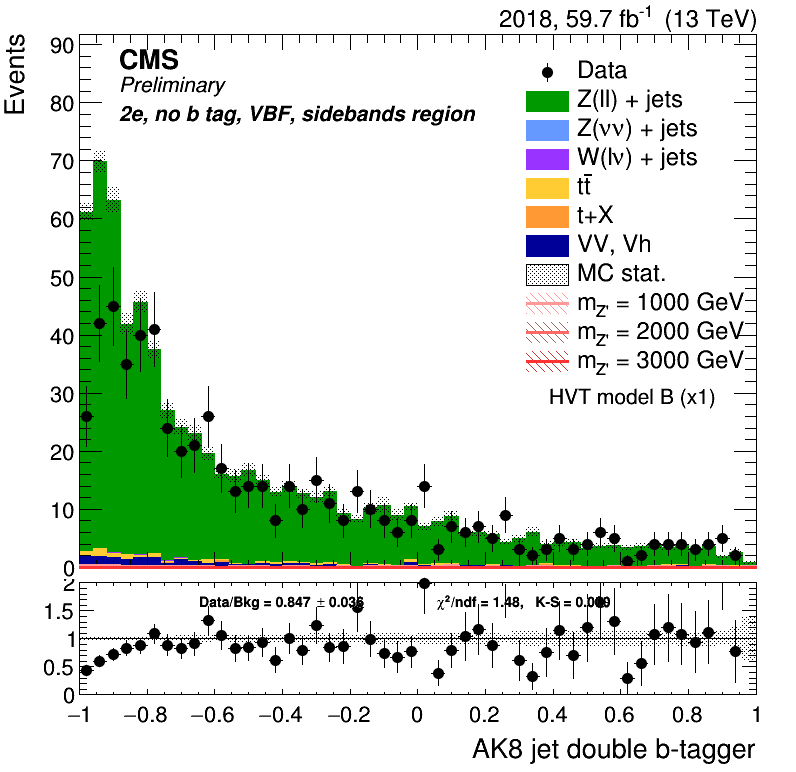 2018, 59.7 fb⁻¹ (13 TeV)
Events
CMS
Preliminary
2e, no b tag, VBF, sidebands region
Data
Z(ll) + jets
Z(νν) + jets
W(lν) + jets
tt̄
t+X
VV, Vh
MC stat.
m_Z' = 1000 GeV
m_Z' = 2000 GeV
m_Z' = 3000 GeV
HVT model B (x1)
90
80
70
60
50
40
30
20
10
0
Data/Bkg = 0.847 ± 0.036
χ²/ndf = 1.48, K-S = 0.000
2
1.5
1
0.5
0
−1 −0.8 −0.6 −0.4 −0.2 0 0.2 0.4 0.6 0.8 1
AK8 jet double b-tagger